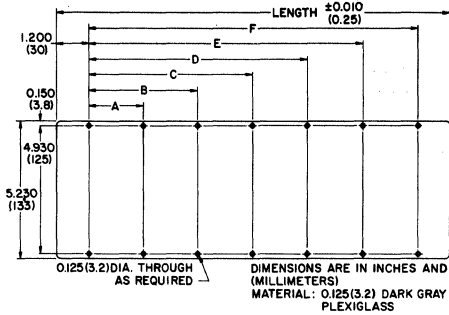 LENGTH ±0.010
(0.25)
F
1.200
(30)
E
D
C
0.150
(3.8)
B
A
4.930
(125)
5.230
(133)
0.125(3.2)DIA. THROUGH
AS REQUIRED
DIMENSIONS ARE IN INCHES AND
(MILLIMETERS)
MATERIAL: 0.125(3.2) DARK GRAY
PLEXIGLASS